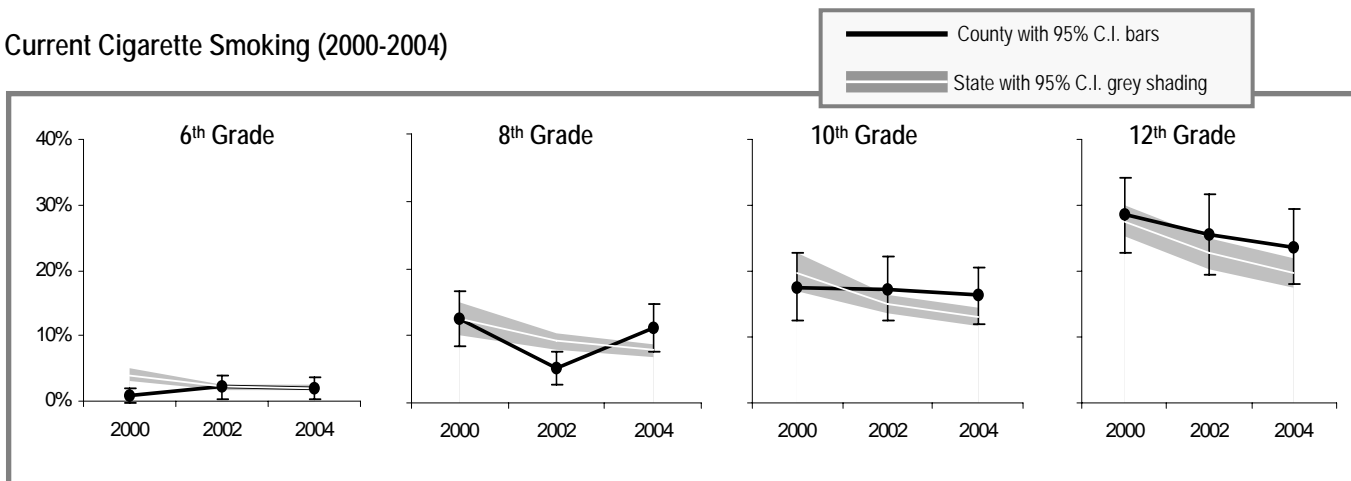 Current Cigarette Smoking (2000-2004)
County with 95% C.I. bars
State with 95% C.I. grey shading
6th Grade
8th Grade
10th Grade
12th Grade
40%
30%
20%
10%
0%
2000 2002 2004
2000 2002 2004
2000 2002 2004
2000 2002 2004